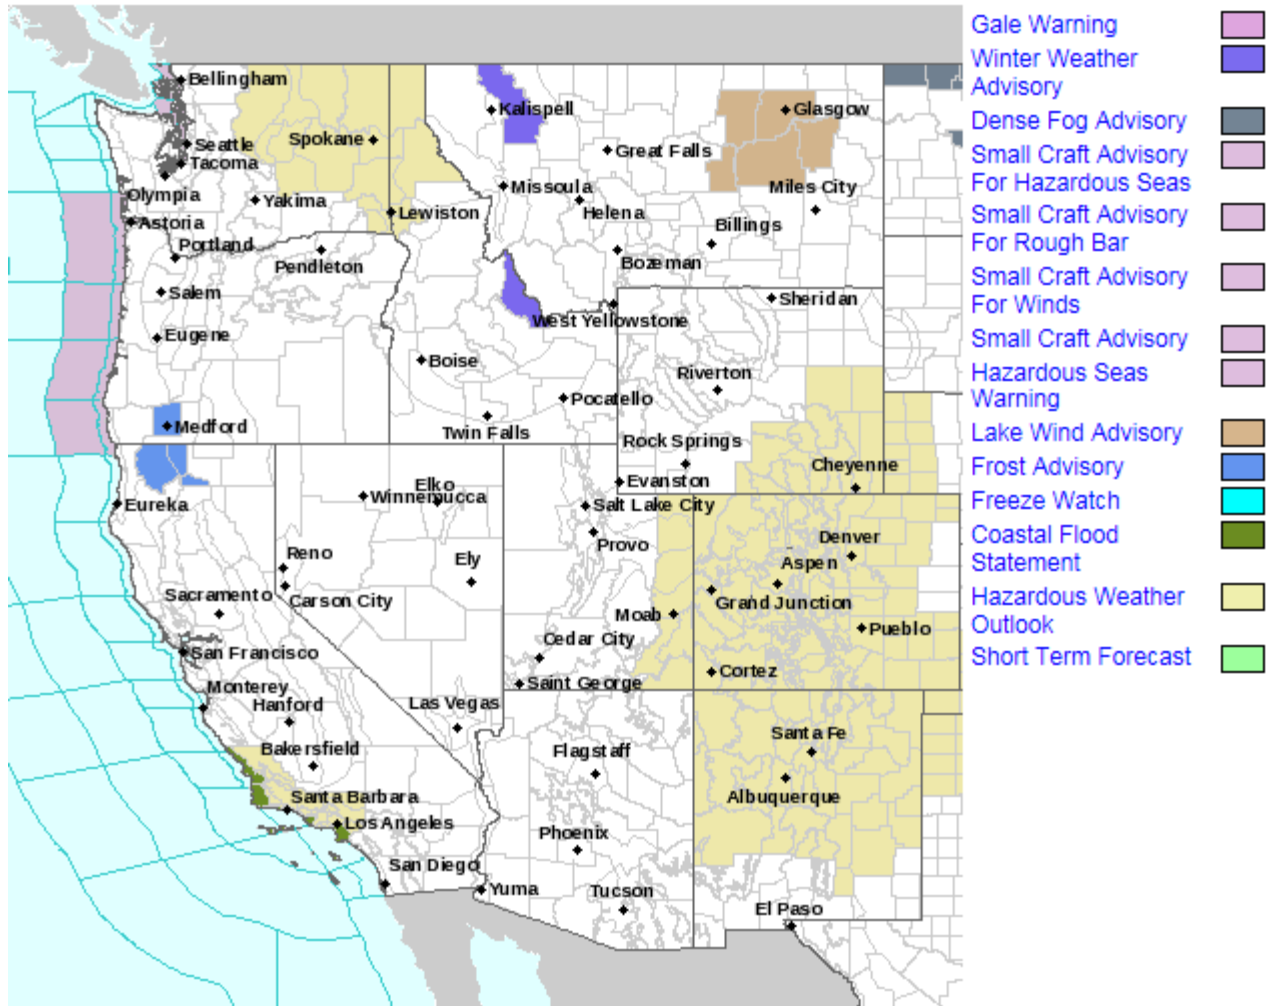 Bellingham
Seattle
Tacoma
Olympia
Astoria
Portland
Salem
Eugene
Medford
Spokane
Yakima
Lewiston
Pendleton
Kalispell
Missoula
Great Falls
Helena
Glasgow
Miles City
Billings
Bozeman
West Yellowstone
Sheridan
Boise
Pocatello
Twin Falls
Riverton
Rock Springs
Evanston
Cheyenne
Eureka
Elko
Winnemucca
Salt Lake City
Provo
Reno
Ely
Carson City
Sacramento
Denver
Aspen
Grand Junction
Moab
Pueblo
Cedar City
Cortez
San Francisco
Saint George
Monterey
Hanford
Las Vegas
Bakersfield
Flagstaff
Santa Fe
Albuquerque
Santa Barbara
Los Angeles
Phoenix
San Diego
Yuma
Tucson
El Paso
Gale Warning
Winter Weather
Advisory
Dense Fog Advisory
Small Craft Advisory
For Hazardous Seas
Small Craft Advisory
For Rough Bar
Small Craft Advisory
For Winds
Small Craft Advisory
Hazardous Seas
Warning
Lake Wind Advisory
Frost Advisory
Freeze Watch
Coastal Flood
Statement
Hazardous Weather
Outlook
Short Term Forecast